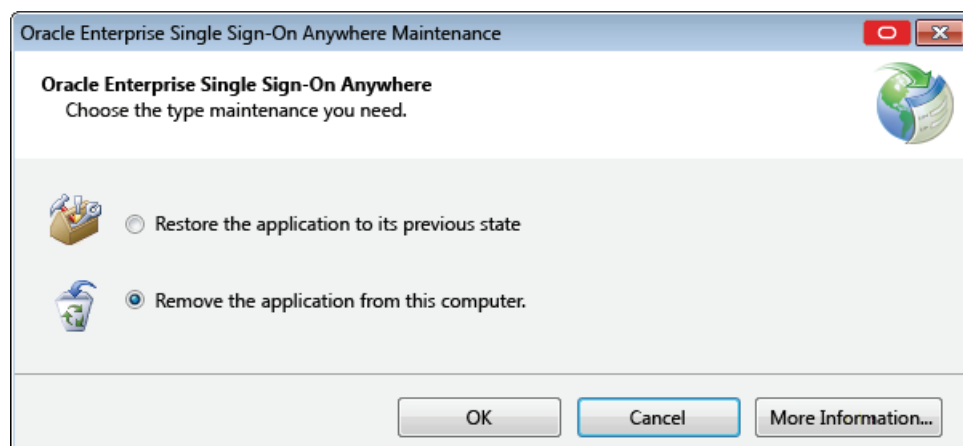 Oracle Enterprise Single Sign-On Anywhere Maintenance
Oracle Enterprise Single Sign-On Anywhere
Choose the type maintenance you need.
Restore the application to its previous state
Remove the application from this computer.
OK Cancel More Information...